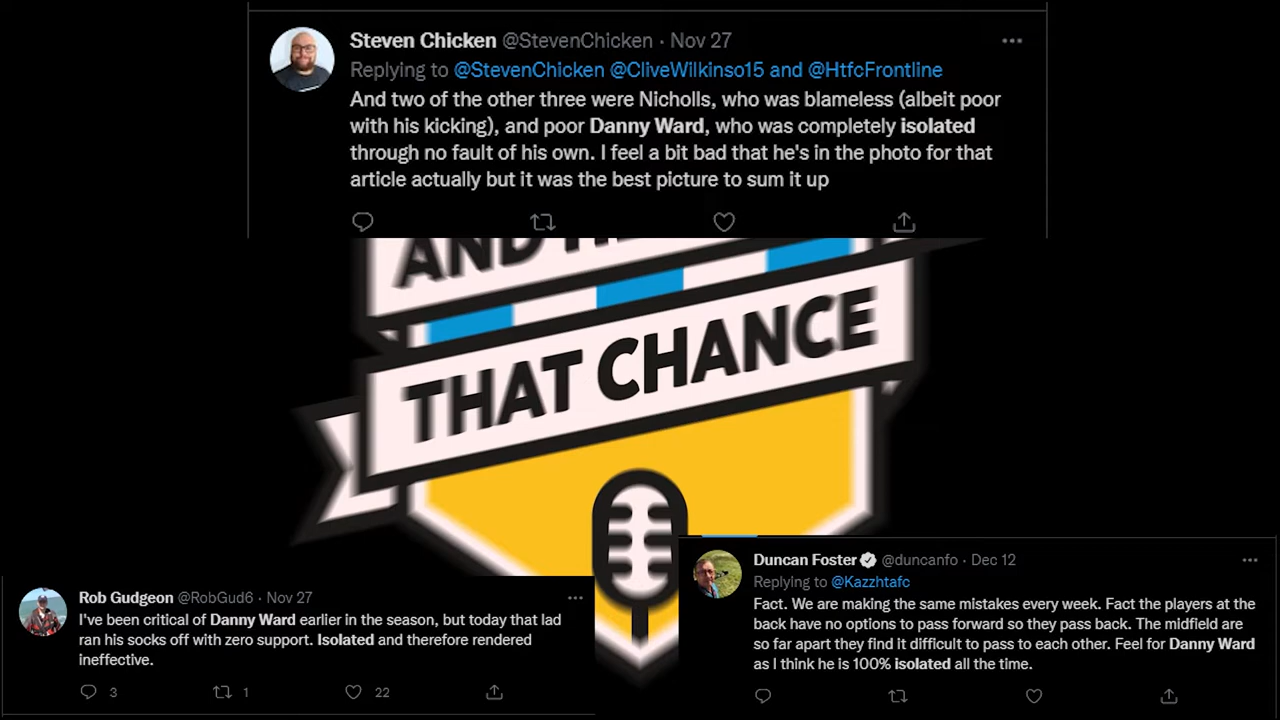 Steven Chicken @StevenChicken · Nov 27
Replying to @StevenChicken @CliveWilkinso15 and @HtfcFrontline
And two of the other three were Nicholls, who was blameless (albeit poor
with his kicking), and poor Danny Ward, who was completely isolated
through no fault of his own. I feel a bit bad that he's in the photo for that
article actually but it was the best picture to sum it up
AND
THAT CHANCE
Rob Gudgeon @RobGud6 · Nov 27
I've been critical of Danny Ward earlier in the season, but today that lad
ran his socks off with zero support. Isolated and therefore rendered
ineffective.
3 1 22
Duncan Foster @duncanfo · Dec 12
Replying to @Kazzhtafc
Fact. We are making the same mistakes every week. Fact the players at the
back have no options to pass forward so they pass back. The midfield are
so far apart they find it difficult to pass to each other. Feel for Danny Ward
as I think he is 100% isolated all the time.